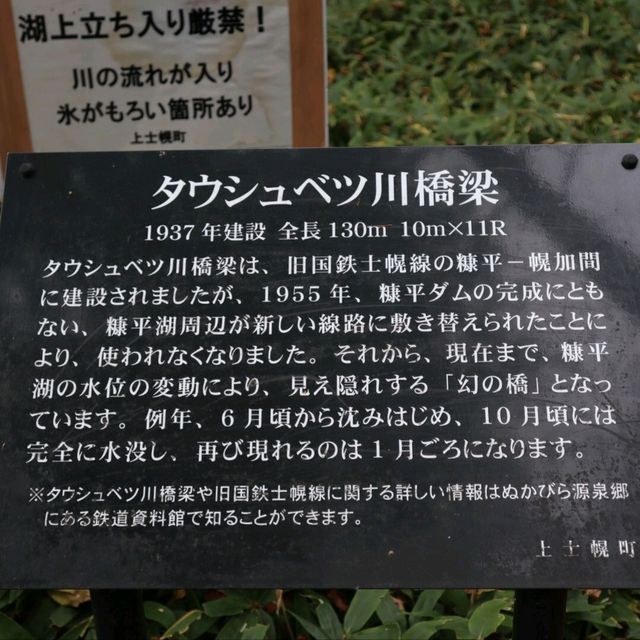 湖上立ち入り厳禁!
川の流れが入り
氷がもろい箇所あり
上士幌町
タウシュベツ川橋梁
1937年建設 全長130m 10m×11R
タウシュベツ川橋梁は、旧国鉄士幌線の糠平−幌加間
に建設されましたが、1955年、糠平ダムの完成にとも
ない、糠平湖周辺が新しい線路に敷き替えられたことに
より、使われなくなりました。それから、現在まで、糠平
湖の水位の変動により、見え隠れする「幻の橋」となっ
ています。例年、6月頃から沈みはじめ、10月頃には
完全に水没し、再び現れるのは1月ごろになります。
※タウシュベツ川橋梁や旧国鉄士幌線に関する詳しい情報はぬかびら源泉郷
にある鉄道資料館で知ることができます。
上士幌町